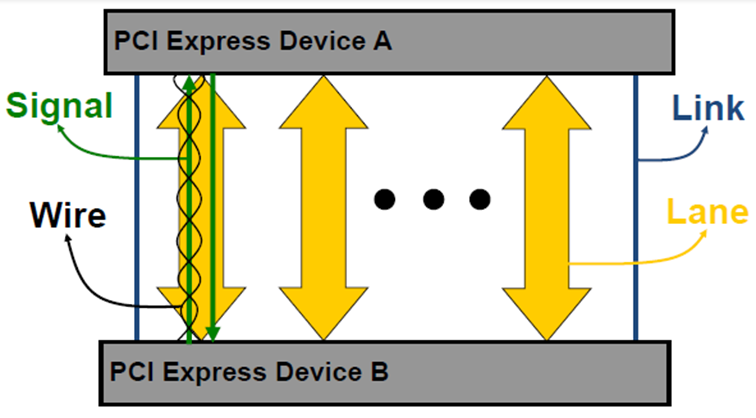 PCI Express Device A
Signal
Link
Wire
Lane
PCI Express Device B